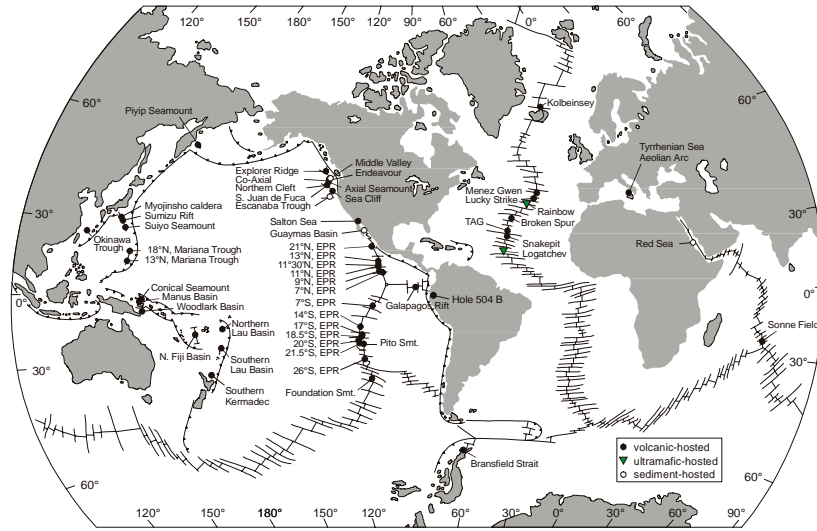 120° 150° 180° 150° 120° 90° 60° 30° 0° 60°
60°
60°
30°
30°
0°
0°
30°
30°
60°
60°
120° 150° 180° 150° 120° 90° 60° 30° 0° 30° 60° 90°
Piyip Seamount
Kolbeinsey
Tyrrhenian Sea
Aeolian Arc
Explorer Ridge
Co-Axial
Northern Cleft
S. Juan de Fuca
Escanaba Trough
Middle Valley
Endeavour
Axial Seamount
Sea Cliff
Menez Gwen
Lucky Strike
Rainbow
Broken Spur
TAG
Snakepit
Logatchev
Red Sea
Myojinsho caldera
Sumizu Rift
Suiyo Seamount
Okinawa
Trough
18°N, Mariana Trough
13°N, Mariana Trough
Salton Sea
Guaymas Basin
21°N, EPR
13°N, EPR
11°30'N, EPR
11°N, EPR
9°N, EPR
7°N, EPR
7°S, EPR
14°S, EPR
17°S, EPR
18.5°S, EPR
20°S, EPR
21.5°S, EPR
26°S, EPR
Foundation Smt.
Pito Smt.
Galapagos Rift
Hole 504 B
Conical Seamount
Manus Basin
Woodlark Basin
N. Fiji Basin
Northern
Lau Basin
Southern
Lau Basin
Southern
Kermadec
Sonne Field
Bransfield Strait
volcanic-hosted
ultramafic-hosted
sediment-hosted